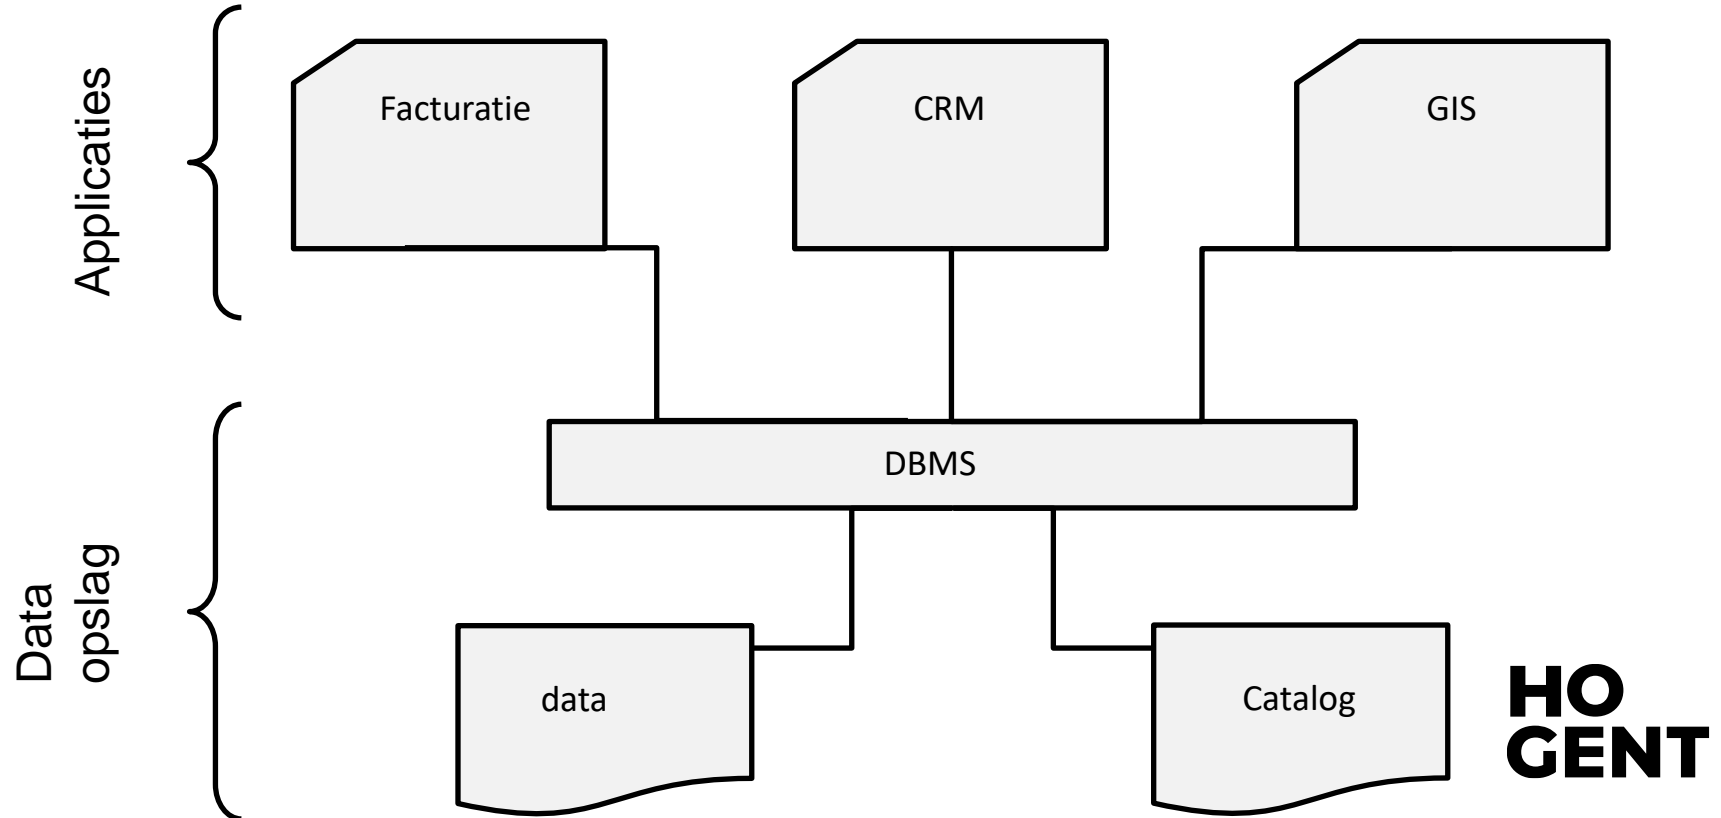 Applicaties
Facturatie
CRM
GIS
DBMS
Data
opslag
data
Catalog
HO
GENT